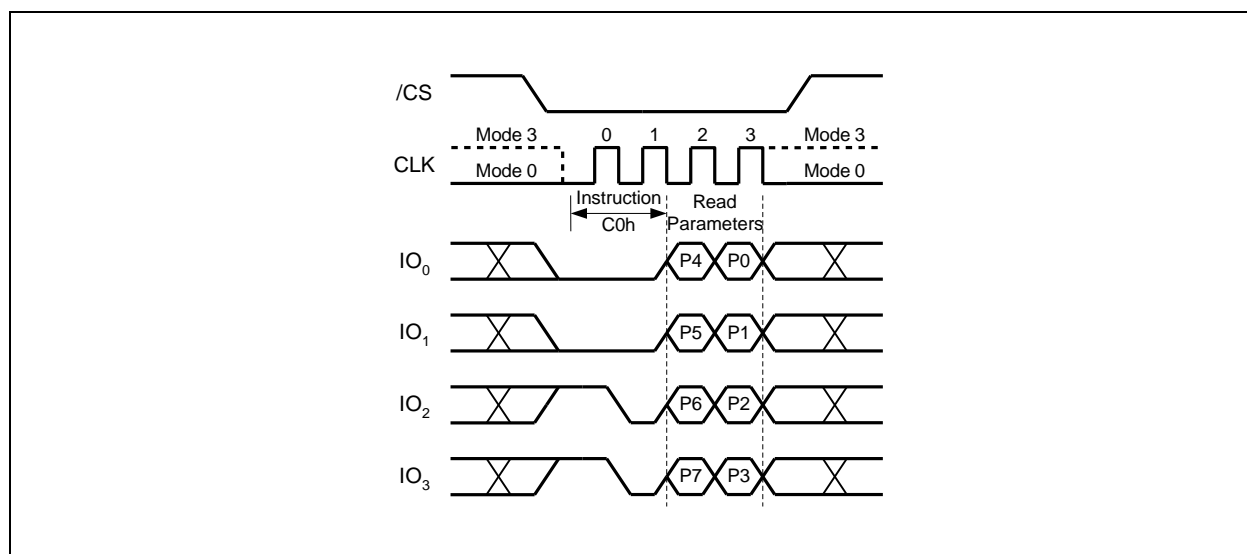 /CS
Mode 3 0 1 2 3 Mode 3
CLK
Mode 0 Mode 0
Instruction Read
C0h Parameters
IO0 P4 P0
IO1 P5 P1
IO2 P6 P2
IO3 P7 P3